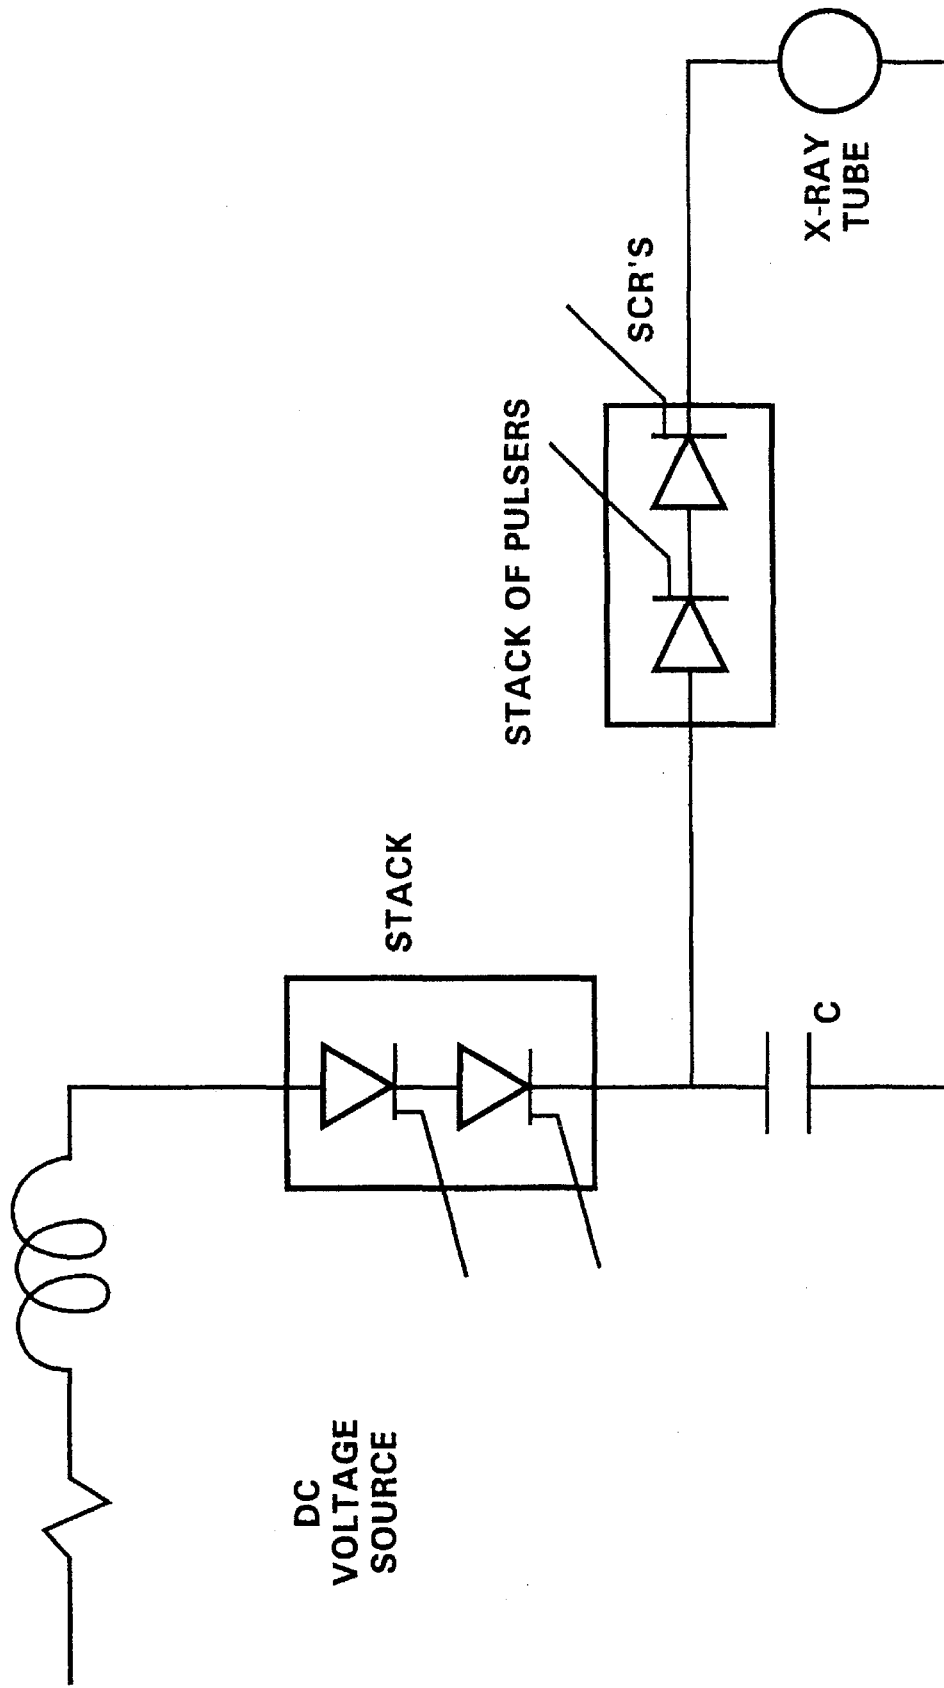 DC
VOLTAGE
SOURCE
STACK
C
STACK OF PULSERS
SCR'S
X-RAY
TUBE